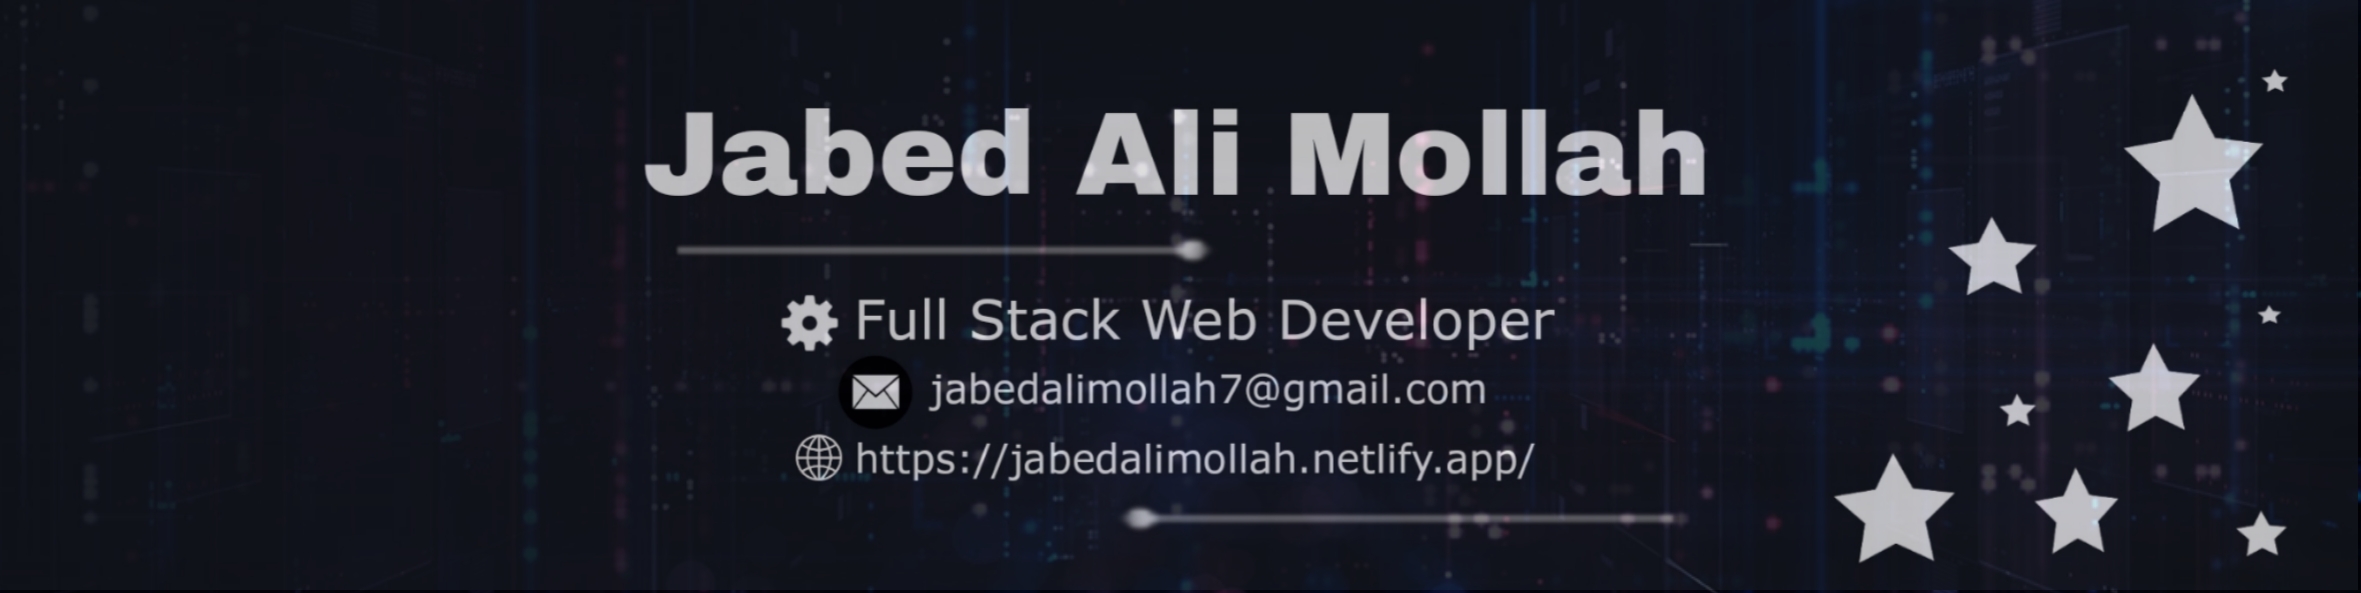 Jabed Ali Mollah
Full Stack Web Developer
jabedalimollah7@gmail.com
https://jabedalimollah.netlify.app/